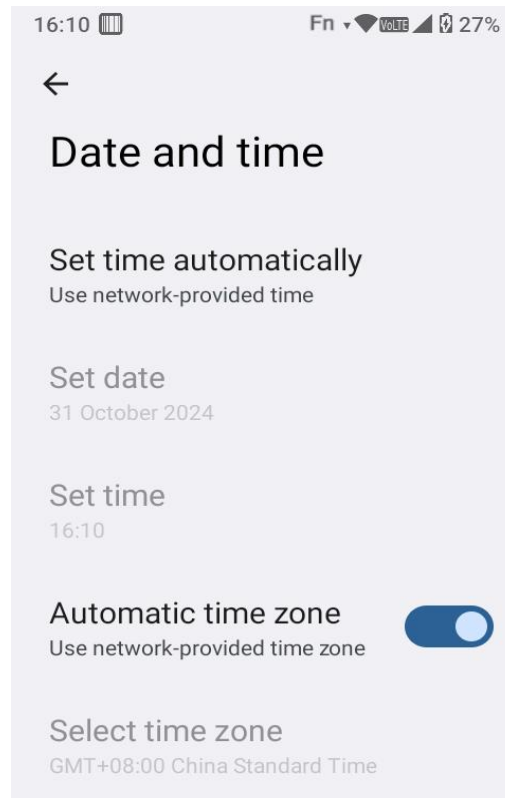 16:10 Fn VoLTE 27%
Date and time
Set time automatically
Use network-provided time
Set date
31 October 2024
Set time
16:10
Automatic time zone
Use network-provided time zone
Select time zone
GMT+08:00 China Standard Time